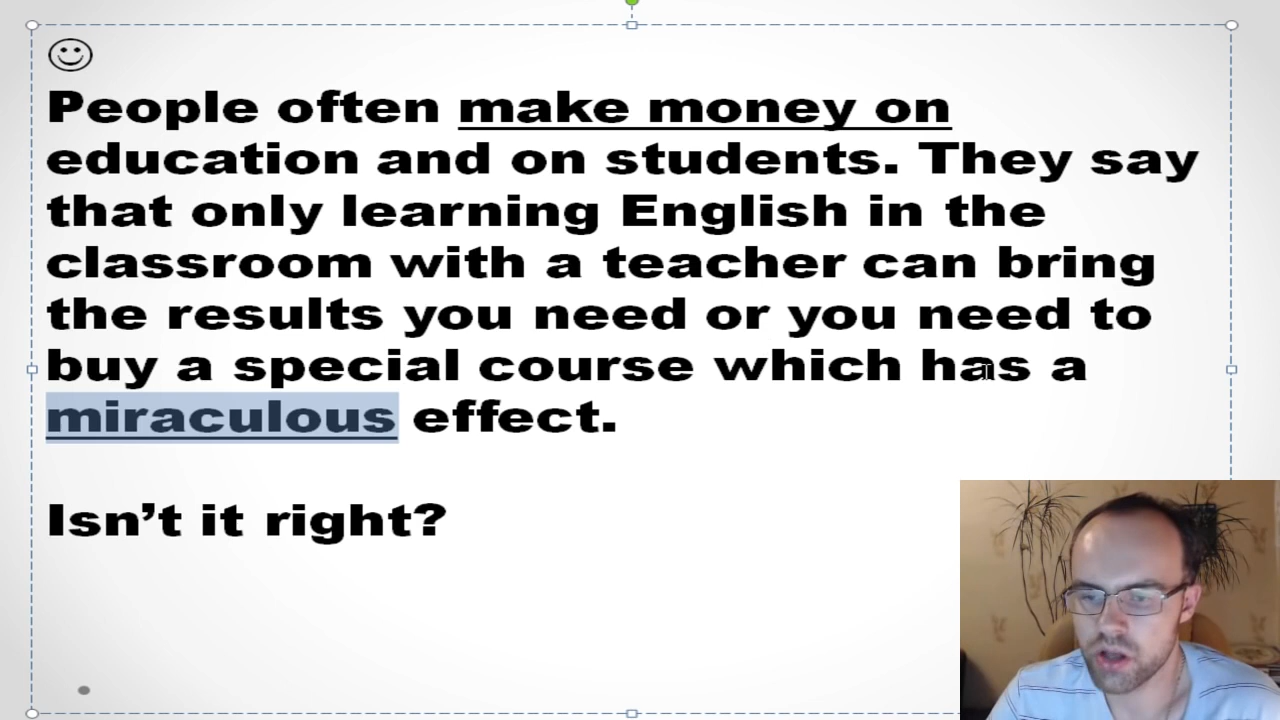 People often make money on
education and on students. They say
that only learning English in the
classroom with a teacher can bring
the results you need or you need to
buy a special course which has a
miraculous effect.
Isn’t it right?